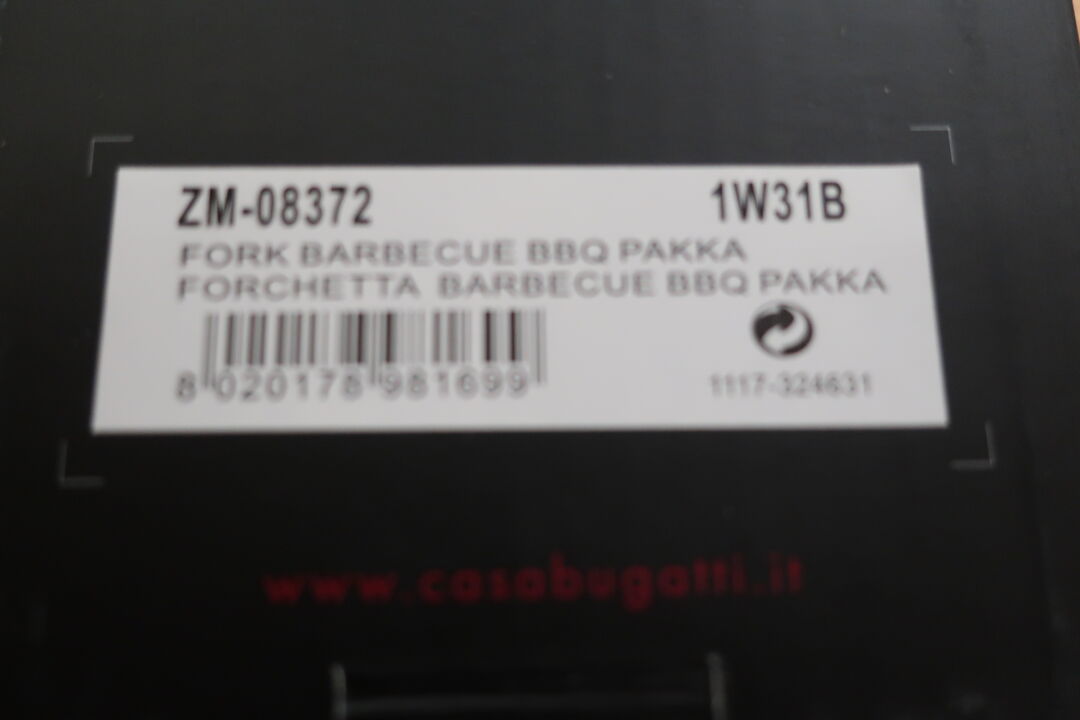 ZM-08372 1W31B
FORK BARBECUE BBQ PAKKA
FORCHETTA BARBECUE BBQ PAKKA
8 020178 981699
1117-324631
www.casabugatti.it